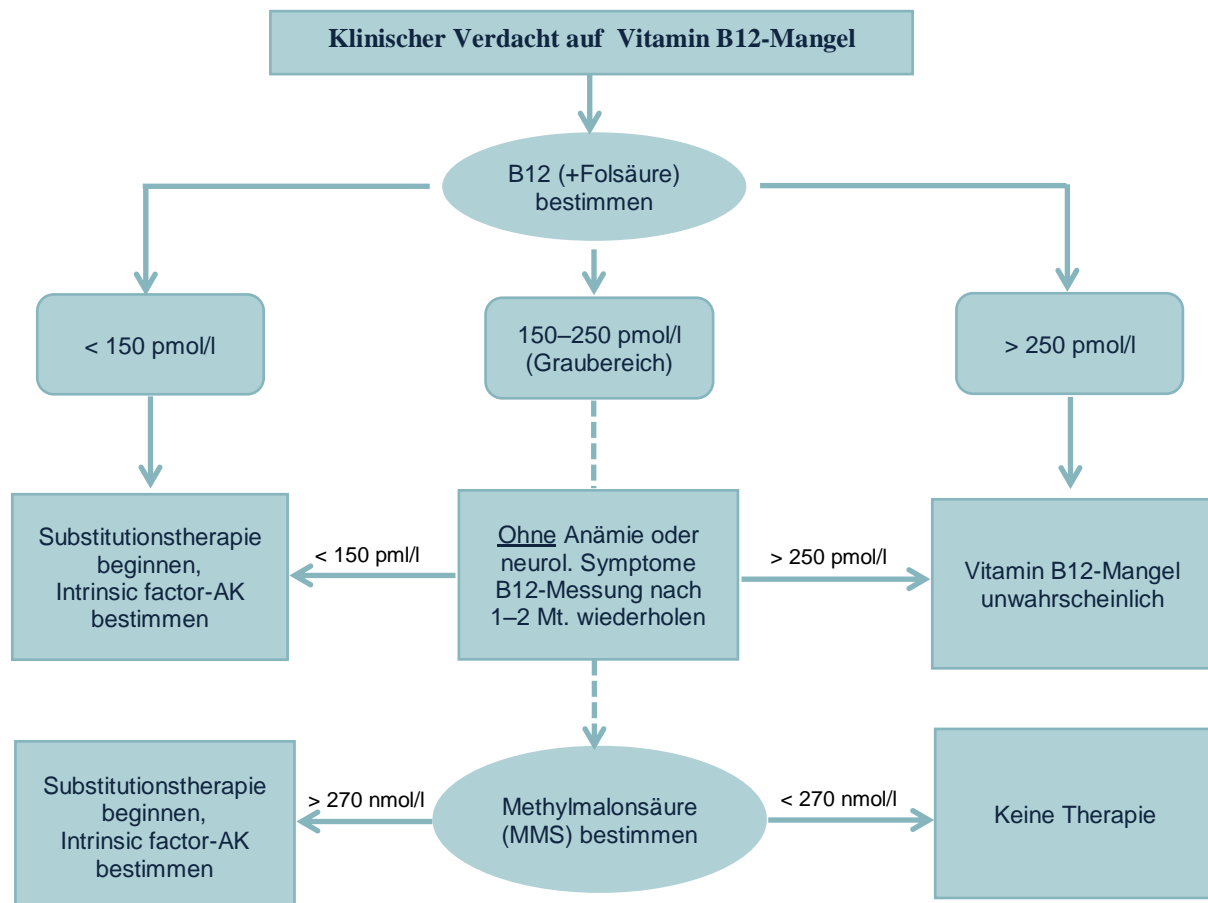 Klinischer Verdacht auf Vitamin B12-Mangel
B12 (+Folsäure)
bestimmen
< 150 pmol/l
150–250 pmol/l
(Graubereich)
> 250 pmol/l
Substitutionstherapie
beginnen,
Intrinsic factor-AK
bestimmen
< 150 pml/l
Ohne Anämie oder
neurol. Symptome
B12-Messung nach
1–2 Mt. wiederholen
> 250 pmol/l
Vitamin B12-Mangel
unwahrscheinlich
Substitutionstherapie
beginnen,
Intrinsic factor-AK
bestimmen
> 270 nmol/l
Methylmalonsäure
(MMS) bestimmen
< 270 nmol/l
Keine Therapie